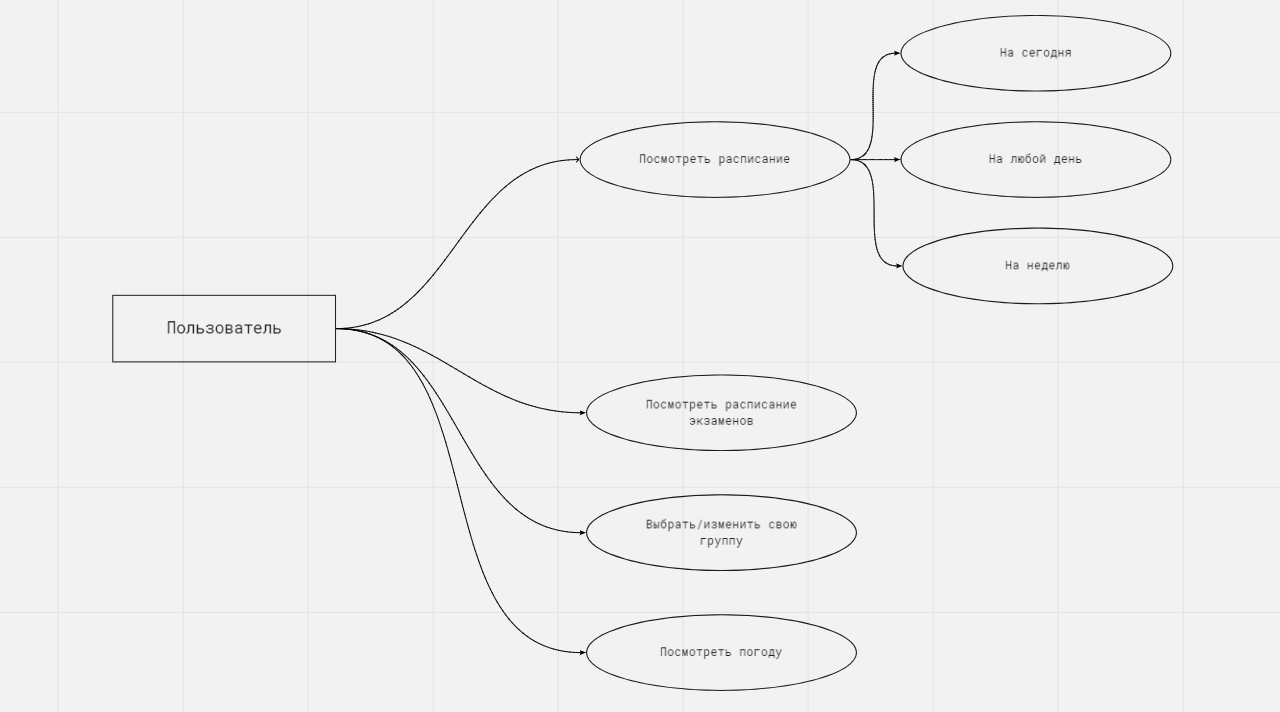 На сегодня
Посмотреть расписание
На любой день
На неделю
Пользователь
Посмотреть расписание
экзаменов
Выбрать/изменить свою
группу
Посмотреть погоду